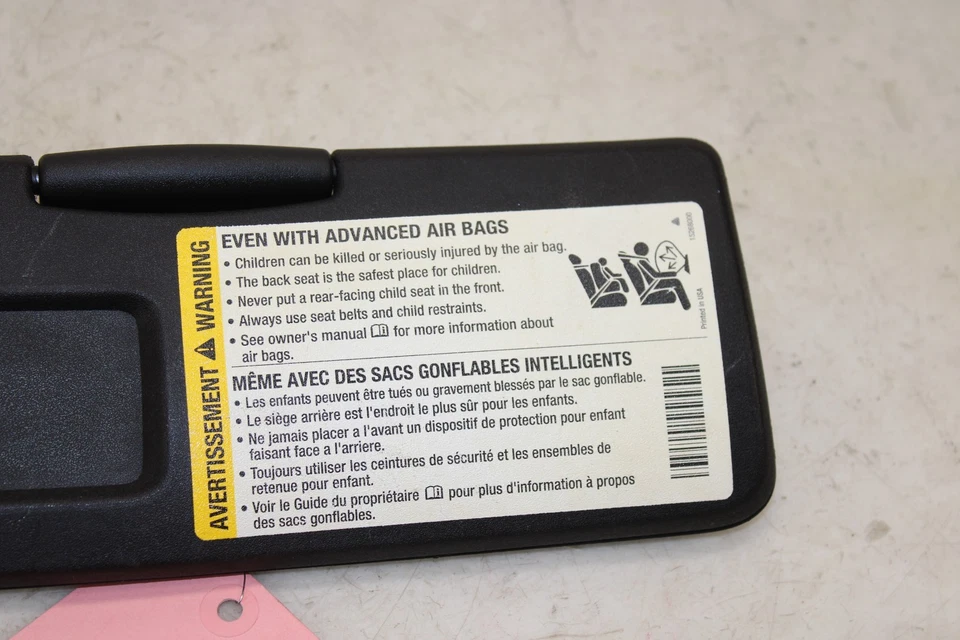 AVERTISSEMENT WARNING
EVEN WITH ADVANCED AIR BAGS
• Children can be killed or seriously injured by the air bag.
• The back seat is the safest place for children.
• Never put a rear-facing child seat in the front.
• Always use seat belts and child restraints.
• See owner's manual for more information about
air bags.
Printed in USA
MÊME AVEC DES SACS GONFLABLES INTELLIGENTS
• Les enfants peuvent être tués ou gravement blessés par le sac gonflable.
• Le siège arrière est l'endroit le plus sûr pour les enfants.
• Ne jamais placer a l'avant un dispositif de protection pour enfant
faisant face a l'arriere.
• Toujours utiliser les ceintures de sécurité et les ensembles de
retenue pour enfant.
• Voir le Guide du propriétaire pour plus d'information à propos
des sacs gonflables.